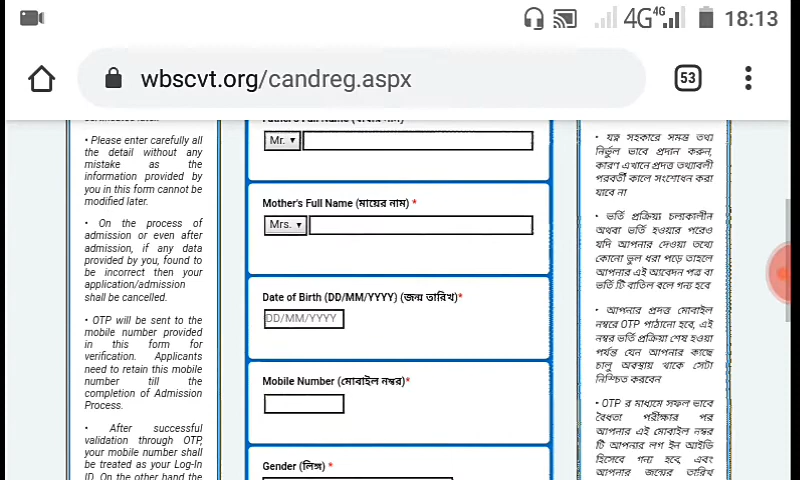 4G 4G 18:13
wbscvt.org/candreg.aspx
53
• Please enter carefully all
the detail without any
mistake as the
information provided by
you in this form cannot be
modified later.
• On the process of
admission or even after
admission, if any data
provided by you, found to
be incorrect then your
application/admission
shall be cancelled.
• OTP will be sent to the
mobile number provided
in this form for
verification. Applicants
need to retain this mobile
number till the
completion of Admission
Process.
• After successful
validation through OTP,
your mobile number shall
be treated as your Log-In
ID. On the other hand the
Mr.
Mother's Full Name (মায়ের নাম) *
Mrs.
Date of Birth (DD/MM/YYYY) (জন্ম তারিখ)*
DD/MM/YYYY
Mobile Number (মোবাইল নম্বর)*
Gender (লিঙ্গ) *
• যত্ন সহকারে সমস্ত তথ্য
নির্ভুল ভাবে প্রদান করুন,
কারণ এখানে প্রদত্ত তথ্যাবলী
পরবর্তী কালে সংশোধন করা
যাবে না
• ভর্তি প্রক্রিয়া চলাকালীন
অথবা ভর্তি হওয়ার পরেও
যদি আপনার দেওয়া তথ্যে
কোনো ভুল ধরা পড়ে তাহলে
আপনার এই আবেদন পত্র বা
ভর্তি টি বাতিল বলে গন্য হবে
• আপনার প্রদত্ত মোবাইল
নম্বরে OTP পাঠানো হবে, এই
নম্বর ভর্তি প্রক্রিয়া শেষ হওয়া
পর্যন্ত যেন আপনার কাছে
চালু অবস্থায় থাকে সেটা
নিশ্চিত করবেন
• OTP র মাধ্যমে সফল ভাবে
বৈধতা পরীক্ষার পর
আপনার এই মোবাইল নম্বর
টি আপনার লগ ইন আইডি
হিসেবে গন্য হবে, এবং
আপনার জন্মের তারিখ